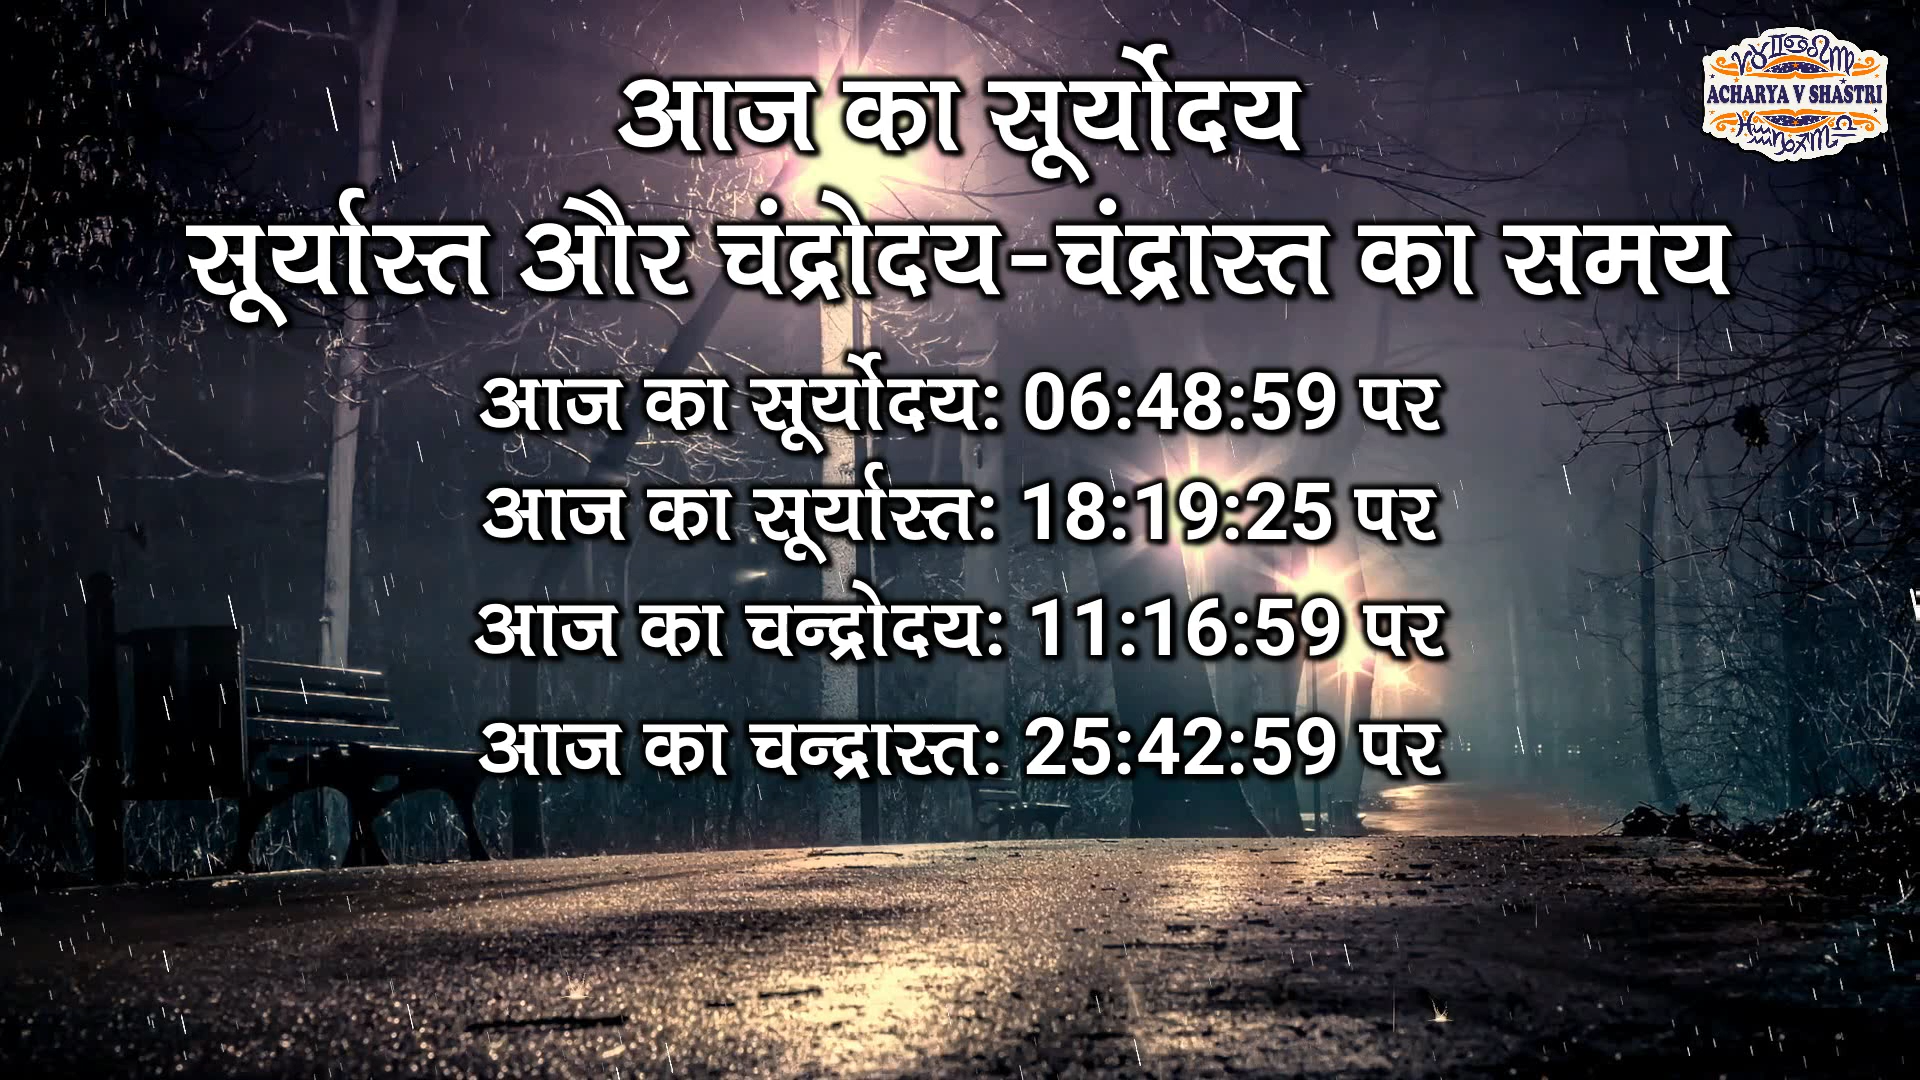 ACHARYA V SHASTRI
आज का सूर्योदय
सूर्यास्त और चंद्रोदय-चंद्रास्त का समय
आज का सूर्योदय: 06:48:59 पर
आज का सूर्यास्त: 18:19:25 पर
आज का चन्द्रोदय: 11:16:59 पर
आज का चन्द्रास्त: 25:42:59 पर